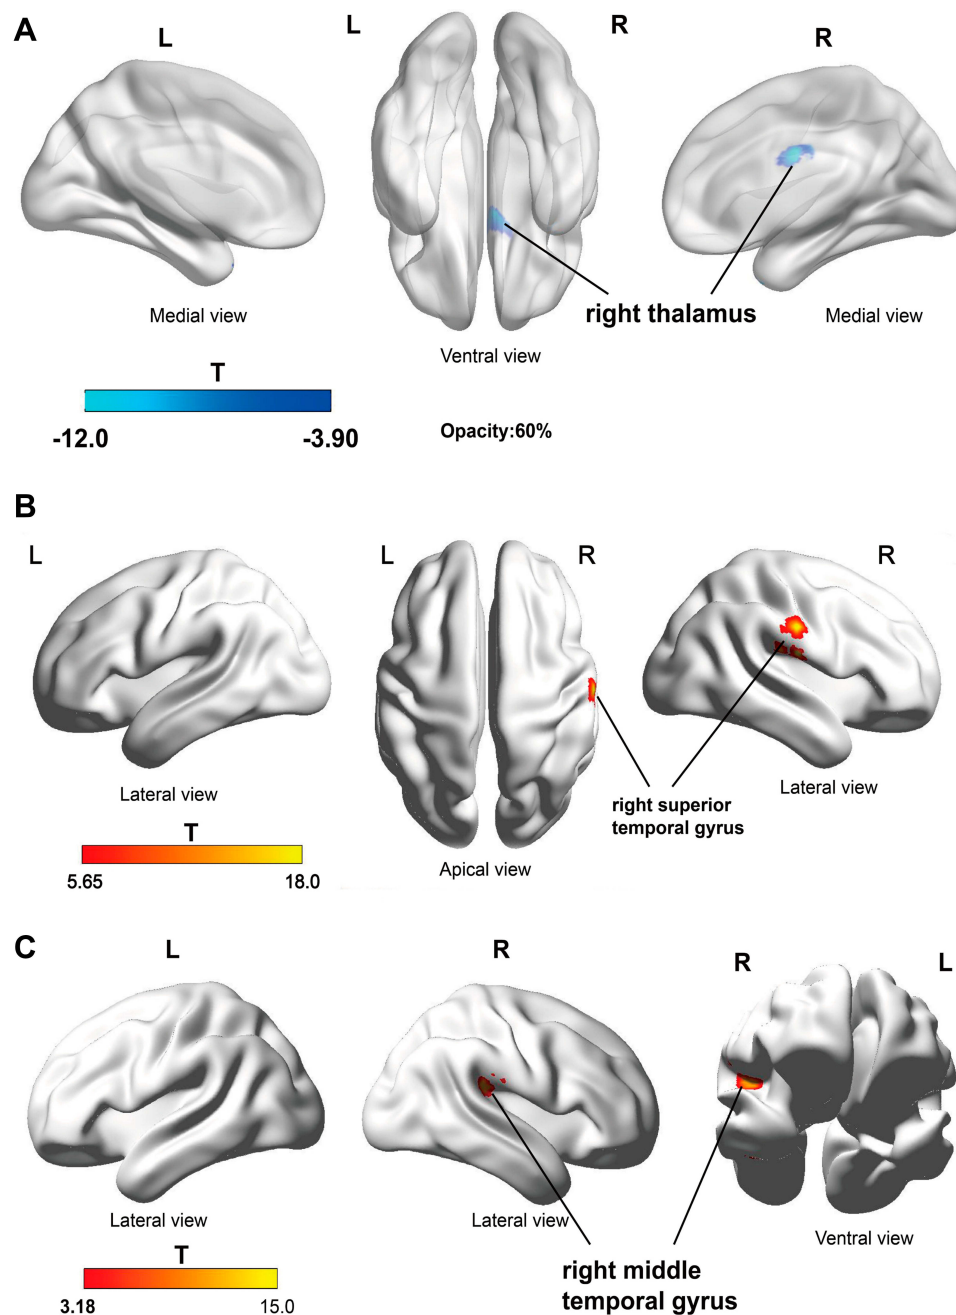 A
L
L
R
R
Medial view
right thalamus
Medial view
Ventral view
T
-12.0
-3.90
Opacity:60%
B
L
L
R
R
Lateral view
right superior
temporal gyrus
Lateral view
T
5.65
18.0
Apical view
C
L
R
R
L
Lateral view
Lateral view
Ventral view
T
3.18
15.0
right middle
temporal gyrus